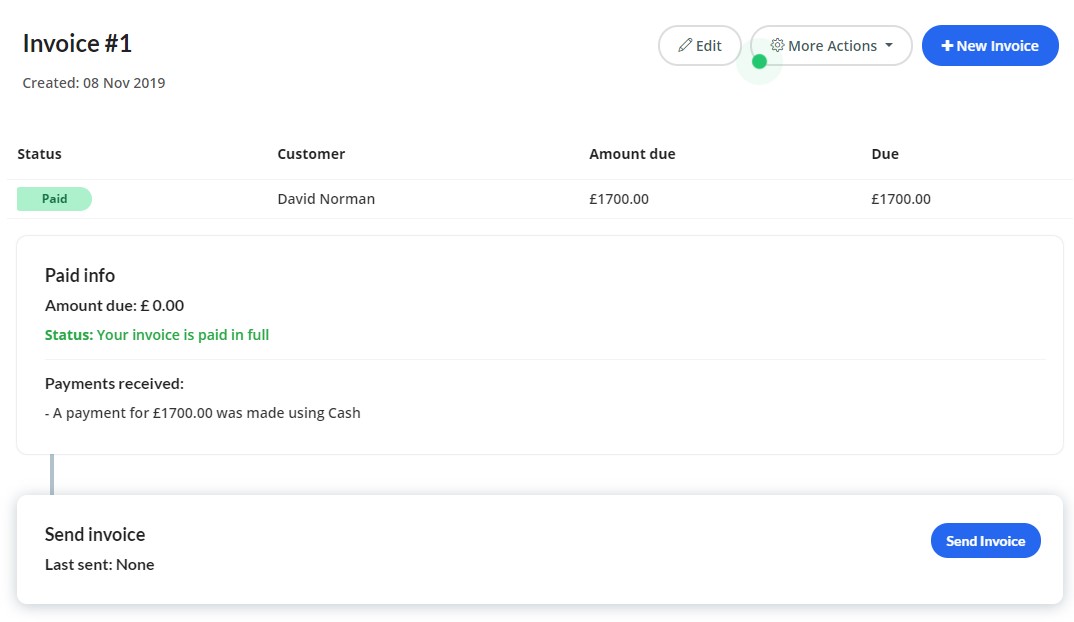 Invoice #1
Edit
More Actions
New Invoice
Created: 08 Nov 2019
Status Customer Amount due Due
Paid David Norman £1700.00 £1700.00
Paid info
Amount due: £ 0.00
Status: Your invoice is paid in full
Payments received:
- A payment for £1700.00 was made using Cash
Send invoice
Send Invoice
Last sent: None